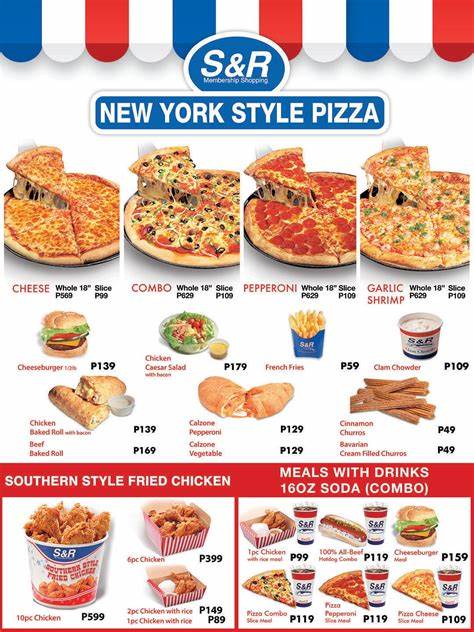 S&R
Membership Shopping
NEW YORK STYLE PIZZA
CHEESE Whole 18" Slice
P569 P99
COMBO Whole 18" Slice
P629 P109
PEPPERONI Whole 18" Slice
P629 P109
GARLIC SHRIMP Whole 18" Slice
P629 P109
Cheeseburger 1/2lb P139
Chicken
Caesar Salad P179
with bacon
S&R
French Fries P59
S&R
Clam Chowder
Clam Chowder P109
Chicken
Baked Roll with bacon P139
Beef
Baked Roll P169
Calzone
Pepperoni P129
Calzone
Vegetable P129
Cinnamon
Churros P49
Bavarian
Cream Filled Churros P49
SOUTHERN STYLE FRIED CHICKEN
S&R
SOUTHERN STYLE
FRIED CHICKEN
10pc Chicken P599
6pc Chicken P399
2pc Chicken with rice P149
1pc Chicken with rice P89
MEALS WITH DRINKS
16OZ SODA (COMBO)
S&R
1pc Chicken P99
with rice meal
S&R
100% All-Beef P119
Hotdog Combo
S&R
Cheeseburger P159
Meal
S&R
Pizza Combo P119
Slice Meal
S&R
Pizza Pepperoni P119
Slice Meal
S&R
Pizza Cheese P109
Slice Meal